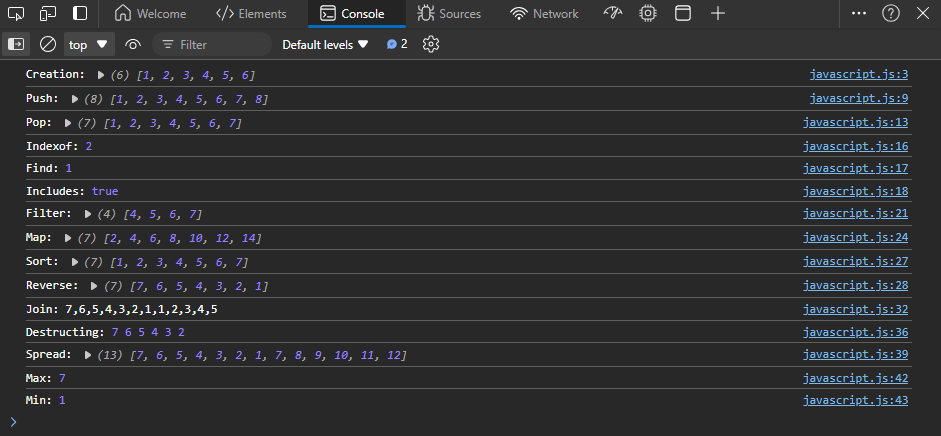 Welcome Elements Console Sources Network
top Filter Default levels 2
Creation: (6) [1, 2, 3, 4, 5, 6] javascript.js:3
Push: (8) [1, 2, 3, 4, 5, 6, 7, 8] javascript.js:9
Pop: (7) [1, 2, 3, 4, 5, 6, 7] javascript.js:13
Indexof: 2 javascript.js:16
Find: 1 javascript.js:17
Includes: true javascript.js:18
Filter: (4) [4, 5, 6, 7] javascript.js:21
Map: (7) [2, 4, 6, 8, 10, 12, 14] javascript.js:24
Sort: (7) [1, 2, 3, 4, 5, 6, 7] javascript.js:27
Reverse: (7) [7, 6, 5, 4, 3, 2, 1] javascript.js:28
Join: 7,6,5,4,3,2,1,1,2,3,4,5 javascript.js:32
Destructing: 7 6 5 4 3 2 javascript.js:36
Spread: (13) [7, 6, 5, 4, 3, 2, 1, 7, 8, 9, 10, 11, 12] javascript.js:39
Max: 7 javascript.js:42
Min: 1 javascript.js:43